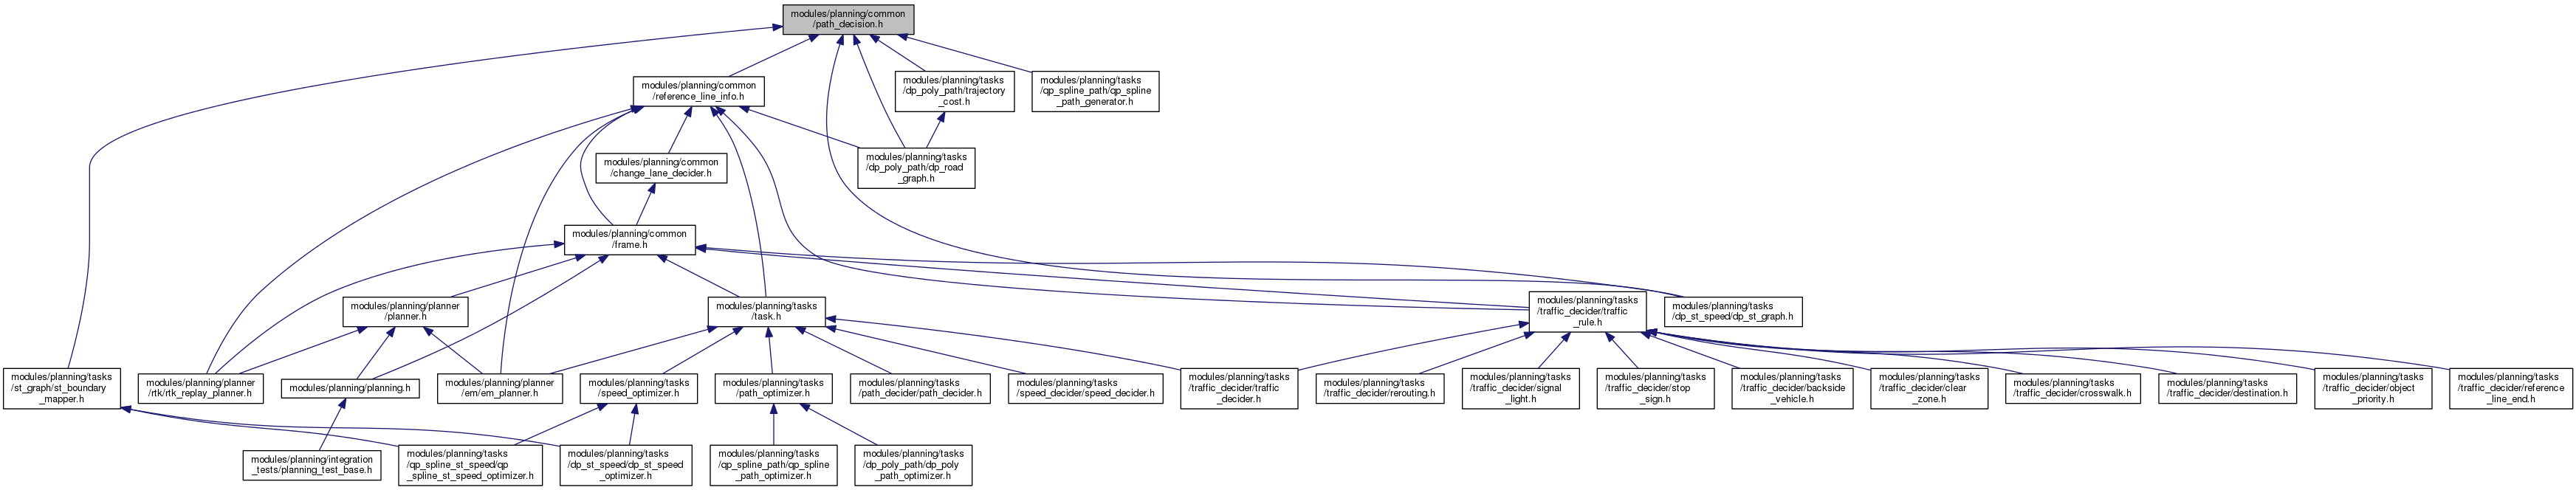 modules/planning/common
/path_decision.h
modules/planning/common
/reference_line_info.h
modules/planning/tasks
/dp_poly_path/trajectory
_cost.h
modules/planning/tasks
/qp_spline_path/qp_spline
_path_generator.h
modules/planning/common
/change_lane_decider.h
modules/planning/tasks
/dp_poly_path/dp_road
_graph.h
modules/planning/common
/frame.h
modules/planning/planner
/planner.h
modules/planning/tasks
/task.h
modules/planning/tasks
/traffic_decider/traffic
_rule.h
modules/planning/tasks
/dp_st_speed/dp_st_graph.h
modules/planning/tasks
/st_graph/st_boundary
_mapper.h
modules/planning/planner
/rtk/rtk_replay_planner.h
modules/planning/planning.h
modules/planning/planner
/em/em_planner.h
modules/planning/tasks
/speed_optimizer.h
modules/planning/tasks
/path_optimizer.h
modules/planning/tasks
/path_decider/path_decider.h
modules/planning/tasks
/speed_decider/speed_decider.h
modules/planning/tasks
/traffic_decider/traffic
_decider.h
modules/planning/tasks
/traffic_decider/rerouting.h
modules/planning/tasks
/traffic_decider/signal
_light.h
modules/planning/tasks
/traffic_decider/stop
_sign.h
modules/planning/tasks
/traffic_decider/backside
_vehicle.h
modules/planning/tasks
/traffic_decider/clear
_zone.h
modules/planning/tasks
/traffic_decider/crosswalk.h
modules/planning/tasks
/traffic_decider/destination.h
modules/planning/tasks
/traffic_decider/object
_priority.h
modules/planning/tasks
/traffic_decider/reference
_line_end.h
modules/planning/integration
_tests/planning_test_base.h
modules/planning/tasks
/qp_spline_st_speed/qp
_spline_st_speed_optimizer.h
modules/planning/tasks
/dp_st_speed/dp_st_speed
_optimizer.h
modules/planning/tasks
/qp_spline_path/qp_spline
_path_optimizer.h
modules/planning/tasks
/dp_poly_path/dp_poly
_path_optimizer.h